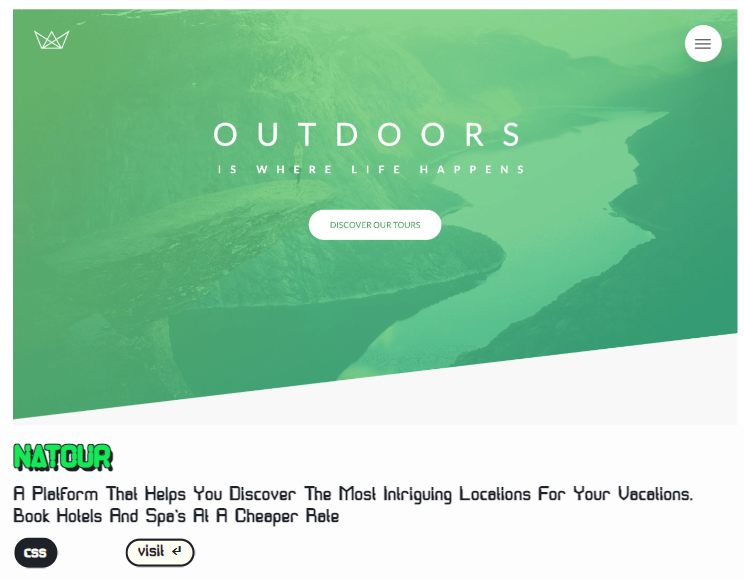 OUTDOORS
IS WHERE LIFE HAPPENS
DISCOVER OUR TOURS
NATOUR
A Platform That Helps You Discover The Most Intriguing Locations For Your Vacations.
Book Hotels And Spa's At A Cheaper Rate
css
visit ↵